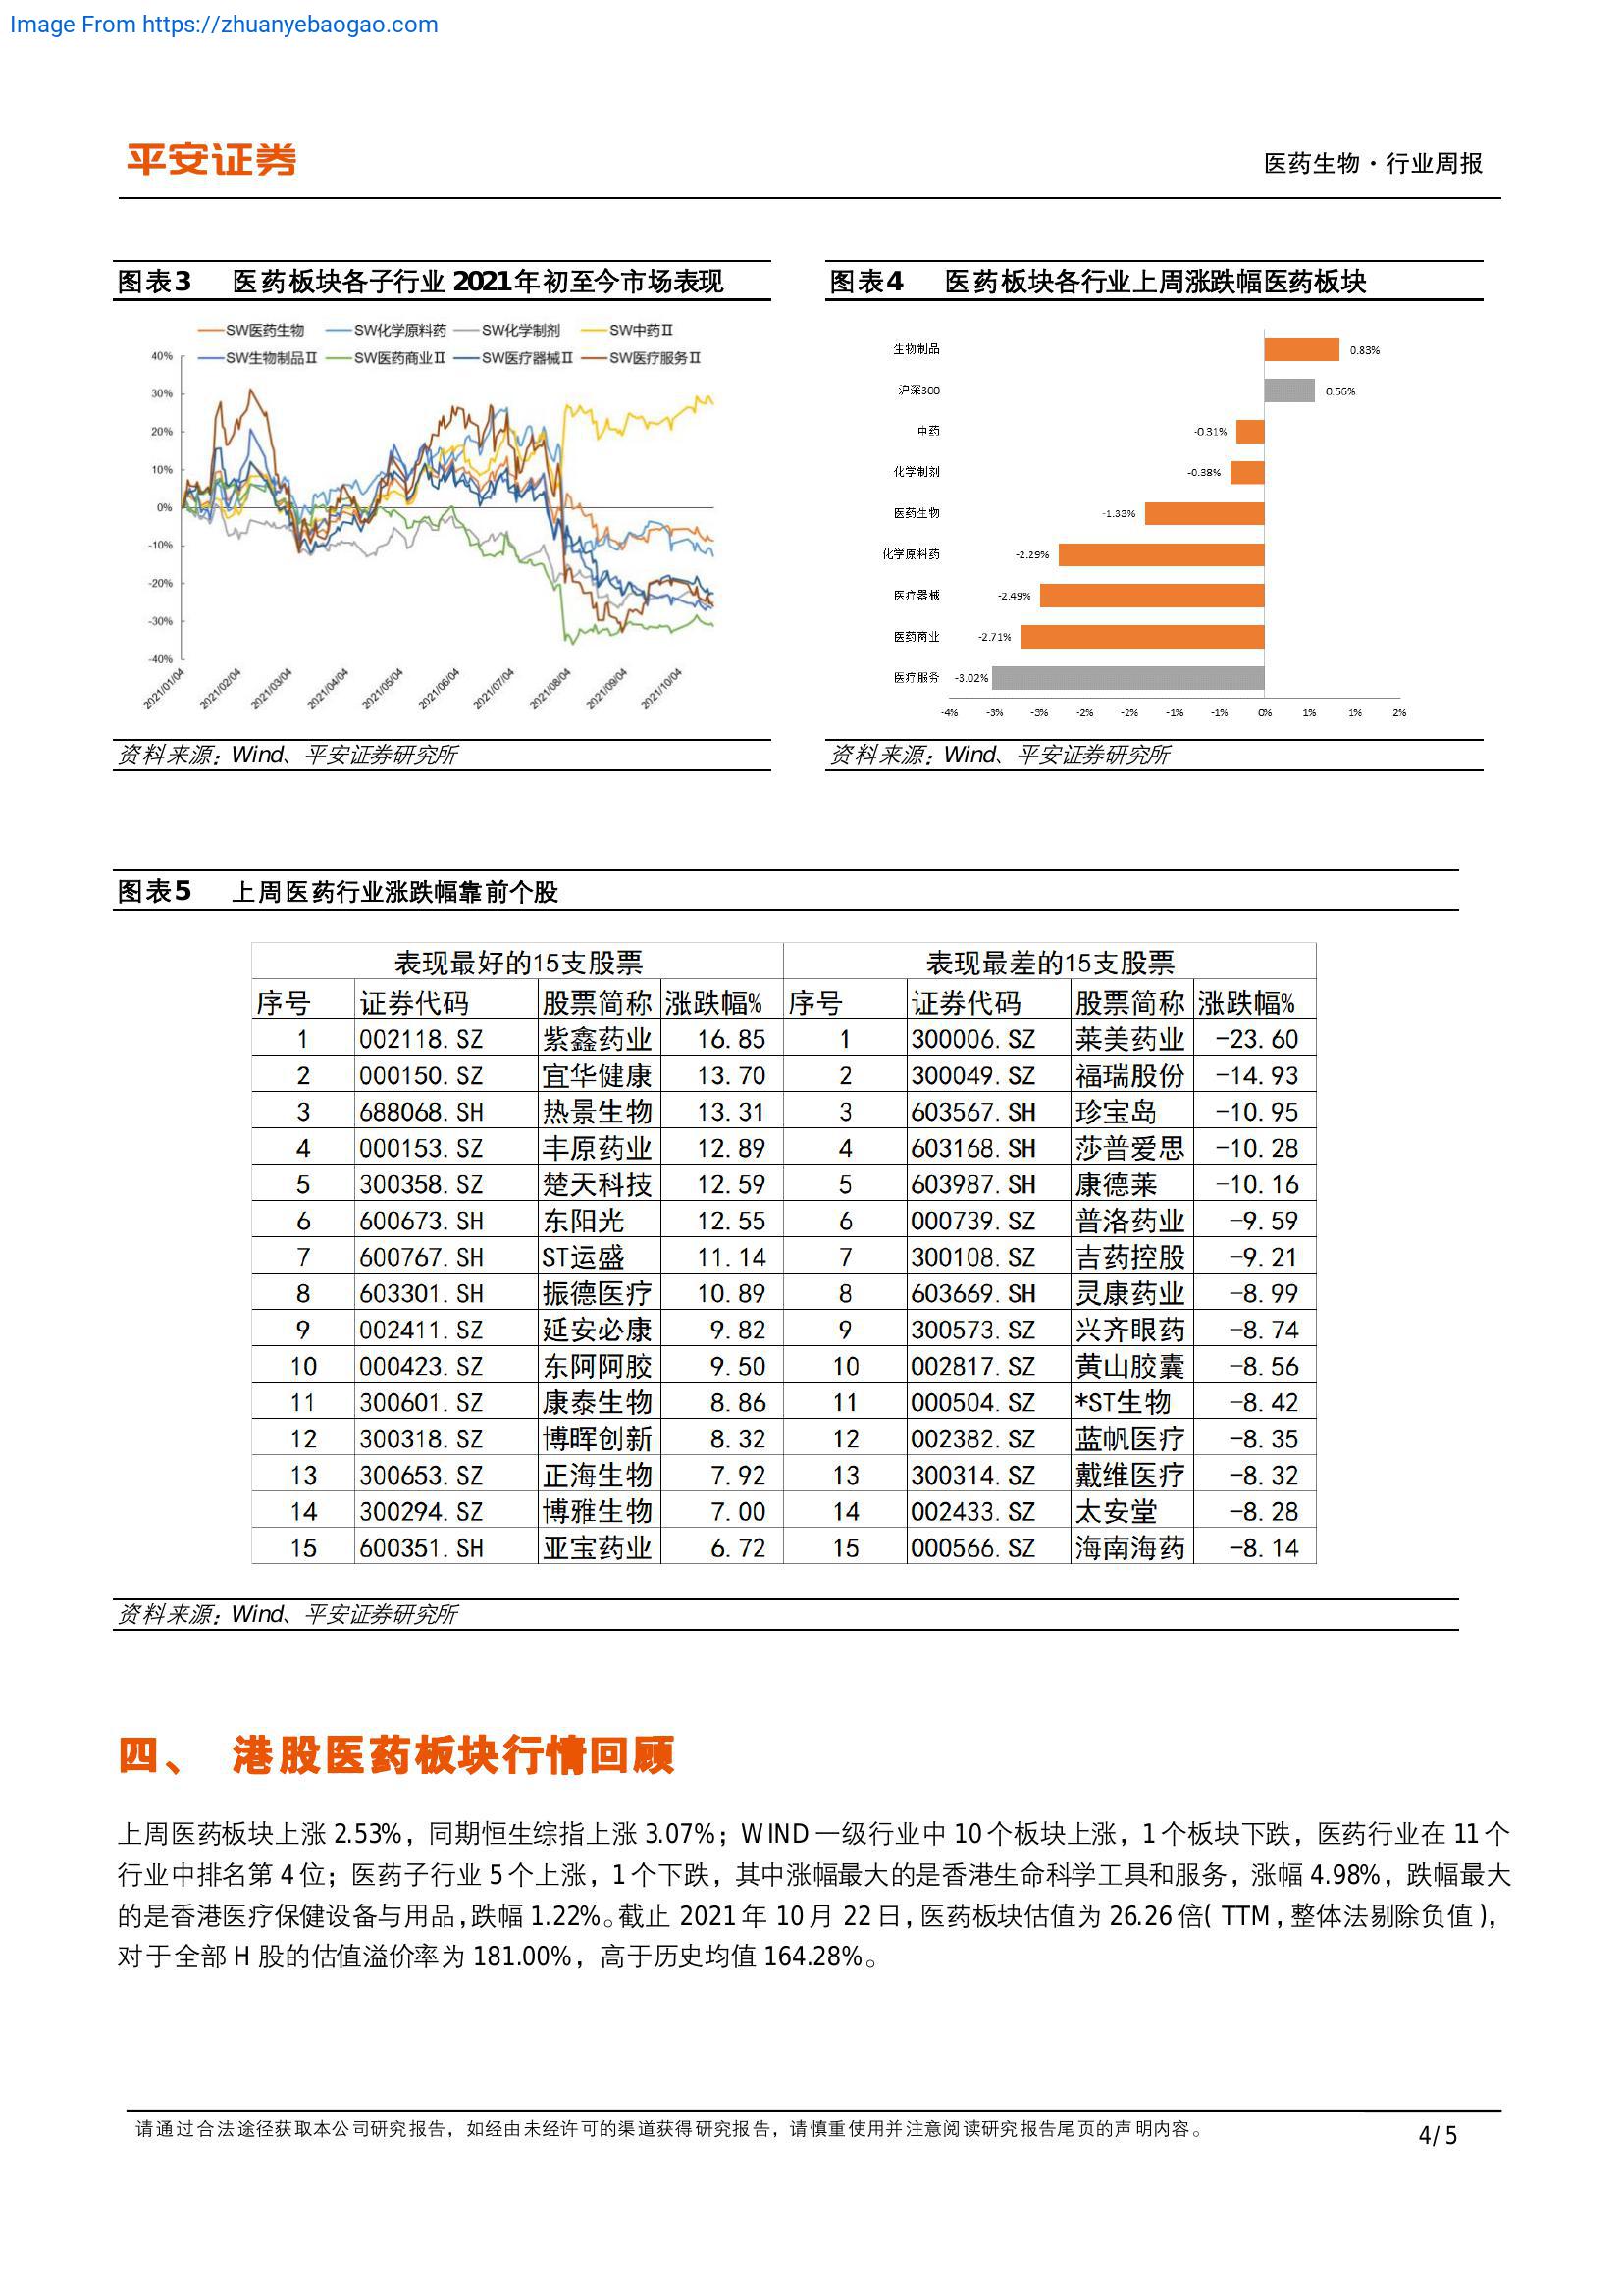 Image From https://zhuanyebaogao.com
平安证券
医药生物·行业周报
图表3 医药板块各子行业 2021年初至今市场表现
SW医药生物 SW化学原料药 SW化学制剂 SW中药II
SW生物制品II SW医药商业II SW医疗器械II SW医疗服务II
40%
30%
20%
10%
0%
-10%
-20%
-30%
-40%
2021/01/04 2021/02/04 2021/03/04 2021/04/04 2021/05/04 2021/06/04 2021/07/04 2021/08/04 2021/09/04 2021/10/04
资料来源：Wind、平安证券研究所
图表4 医药板块各行业上周涨跌幅医药板块
生物制品 0.83%
沪深300 0.56%
中药 -0.31%
化学制剂 -0.38%
医药生物 -1.33%
化学原料药 -2.29%
医疗器械 -2.49%
医药商业 -2.71%
医疗服务 -3.02%
-4% -3% -3% -2% -2% -1% -1% 0% 1% 1% 2%
资料来源：Wind、平安证券研究所
图表5 上周医药行业涨跌幅靠前个股
表现最好的15支股票 表现最差的15支股票
序号 证券代码 股票简称 涨跌幅% 序号 证券代码 股票简称 涨跌幅%
1 002118.SZ 紫鑫药业 16.85 1 300006.SZ 莱美药业 -23.60
2 000150.SZ 宜华健康 13.70 2 300049.SZ 福瑞股份 -14.93
3 688068.SH 热景生物 13.31 3 603567.SH 珍宝岛 -10.95
4 000153.SZ 丰原药业 12.89 4 603168.SH 莎普爱思 -10.28
5 300358.SZ 楚天科技 12.59 5 603987.SH 康德莱 -10.16
6 600673.SH 东阳光 12.55 6 000739.SZ 普洛药业 -9.59
7 600767.SH ST运盛 11.14 7 300108.SZ 吉药控股 -9.21
8 603301.SH 振德医疗 10.89 8 603669.SH 灵康药业 -8.99
9 002411.SZ 延安必康 9.82 9 300573.SZ 兴齐眼药 -8.74
10 000423.SZ 东阿阿胶 9.50 10 002817.SZ 黄山胶囊 -8.56
11 300601.SZ 康泰生物 8.86 11 000504.SZ *ST生物 -8.42
12 300318.SZ 博晖创新 8.32 12 002382.SZ 蓝帆医疗 -8.35
13 300653.SZ 正海生物 7.92 13 300314.SZ 戴维医疗 -8.32
14 300294.SZ 博雅生物 7.00 14 002433.SZ 太安堂 -8.28
15 600351.SH 亚宝药业 6.72 15 000566.SZ 海南海药 -8.14
资料来源：Wind、平安证券研究所
四、 港股医药板块行情回顾
上周医药板块上涨 2.53%，同期恒生综指上涨 3.07%；WIND 一级行业中 10 个板块上涨，1 个板块下跌，医药行业在 11 个
行业中排名第 4 位；医药子行业 5 个上涨，1 个下跌，其中涨幅最大的是香港生命科学工具和服务，涨幅 4.98%，跌幅最大
的是香港医疗保健设备与用品，跌幅 1.22%。截止 2021 年 10 月 22 日，医药板块估值为 26.26 倍（TTM，整体法剔除负值），
对于全部 H 股的估值溢价率为 181.00%，高于历史均值 164.28%。
请通过合法途径获取本公司研究报告，如经由未经许可的渠道获得研究报告，请慎重使用并注意阅读研究报告尾页的声明内容。
4/5